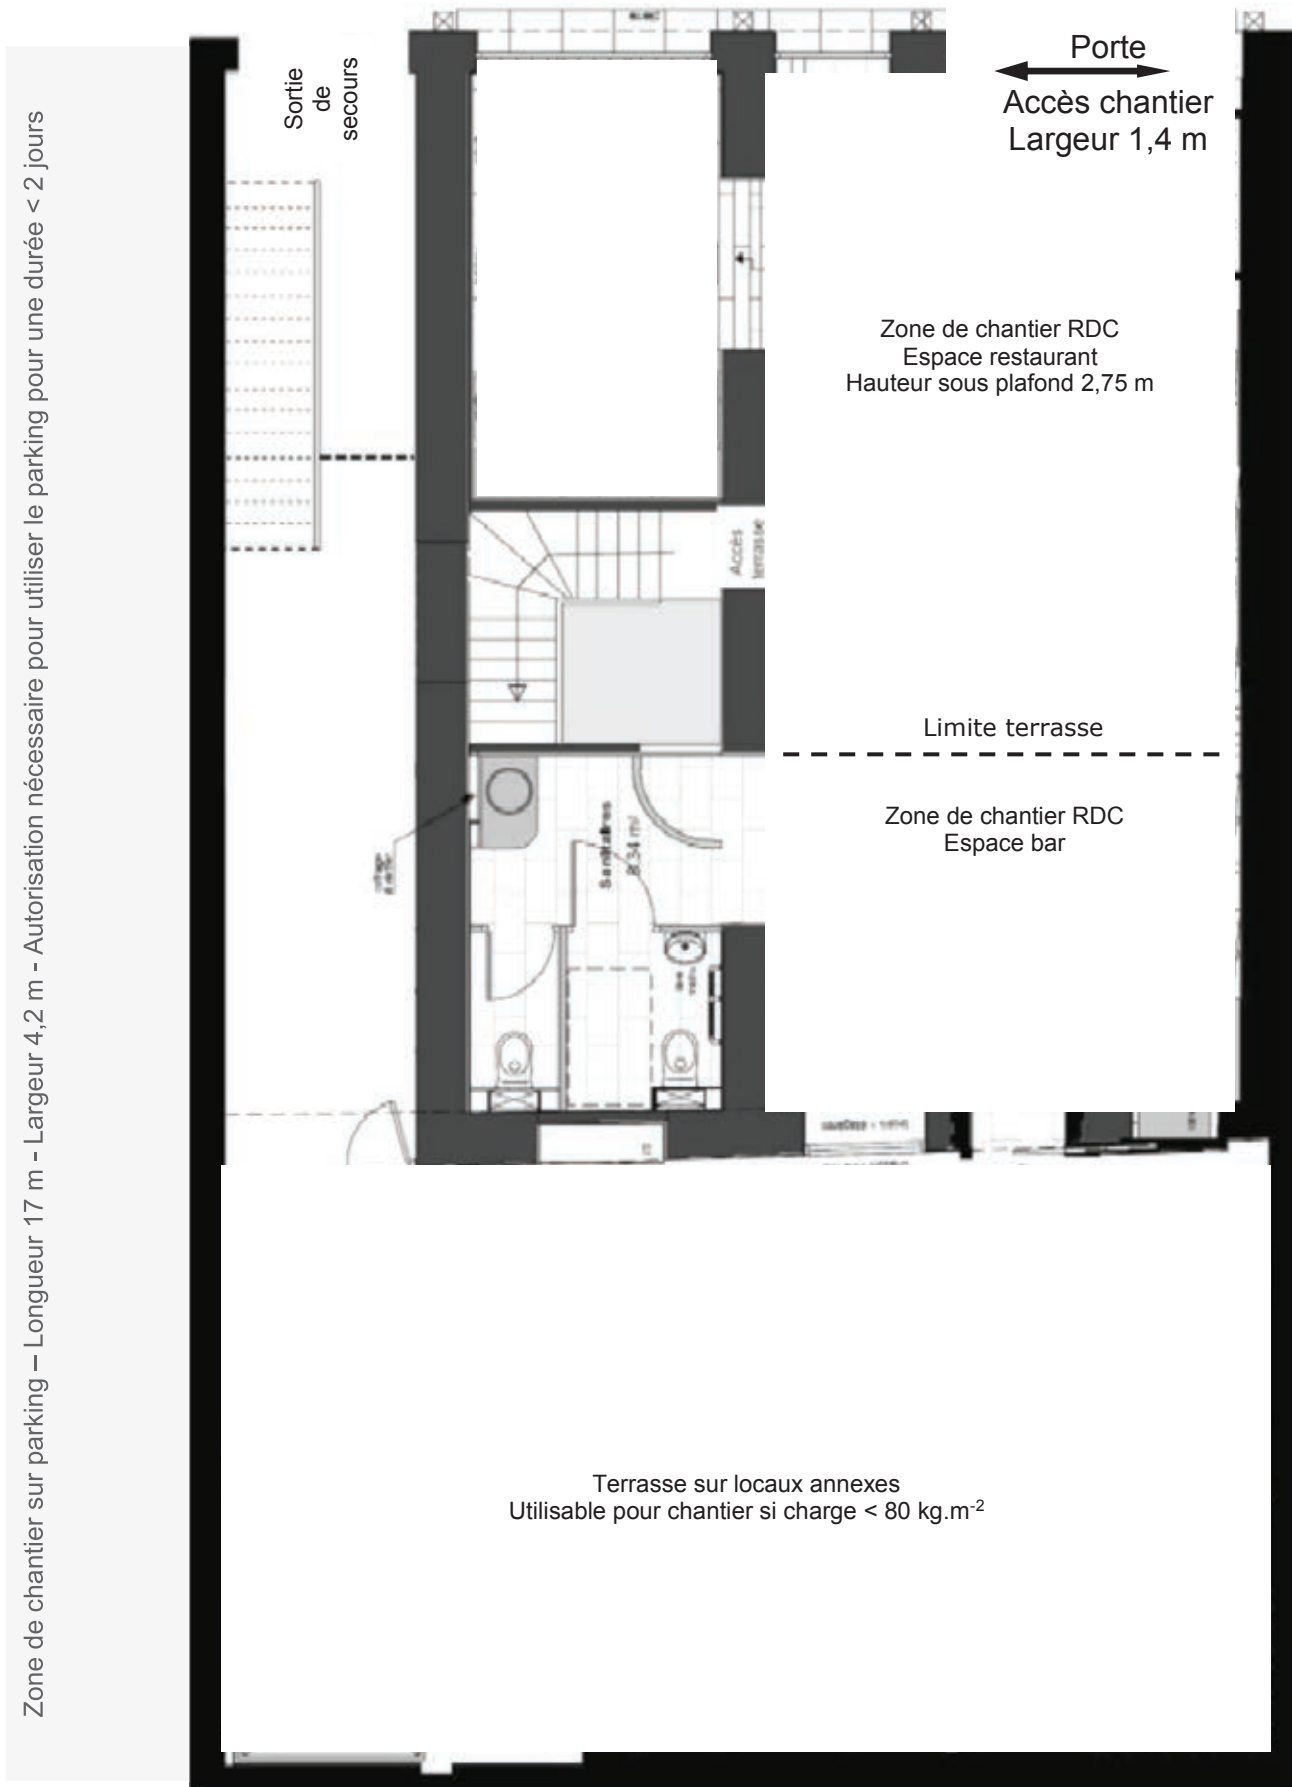 Porte
Accès chantier
Largeur 1,4 m
Sortie
de
secours
Zone de chantier sur parking – Longueur 17 m - Largeur 4,2 m - Autorisation nécessaire pour utiliser le parking pour une durée < 2 jours
Zone de chantier RDC
Espace restaurant
Hauteur sous plafond 2,75 m
Accès
terrasse
Limite terrasse
Zone de chantier RDC
Espace bar
Sanitaires
Terrasse sur locaux annexes
Utilisable pour chantier si charge < 80 kg.m-2